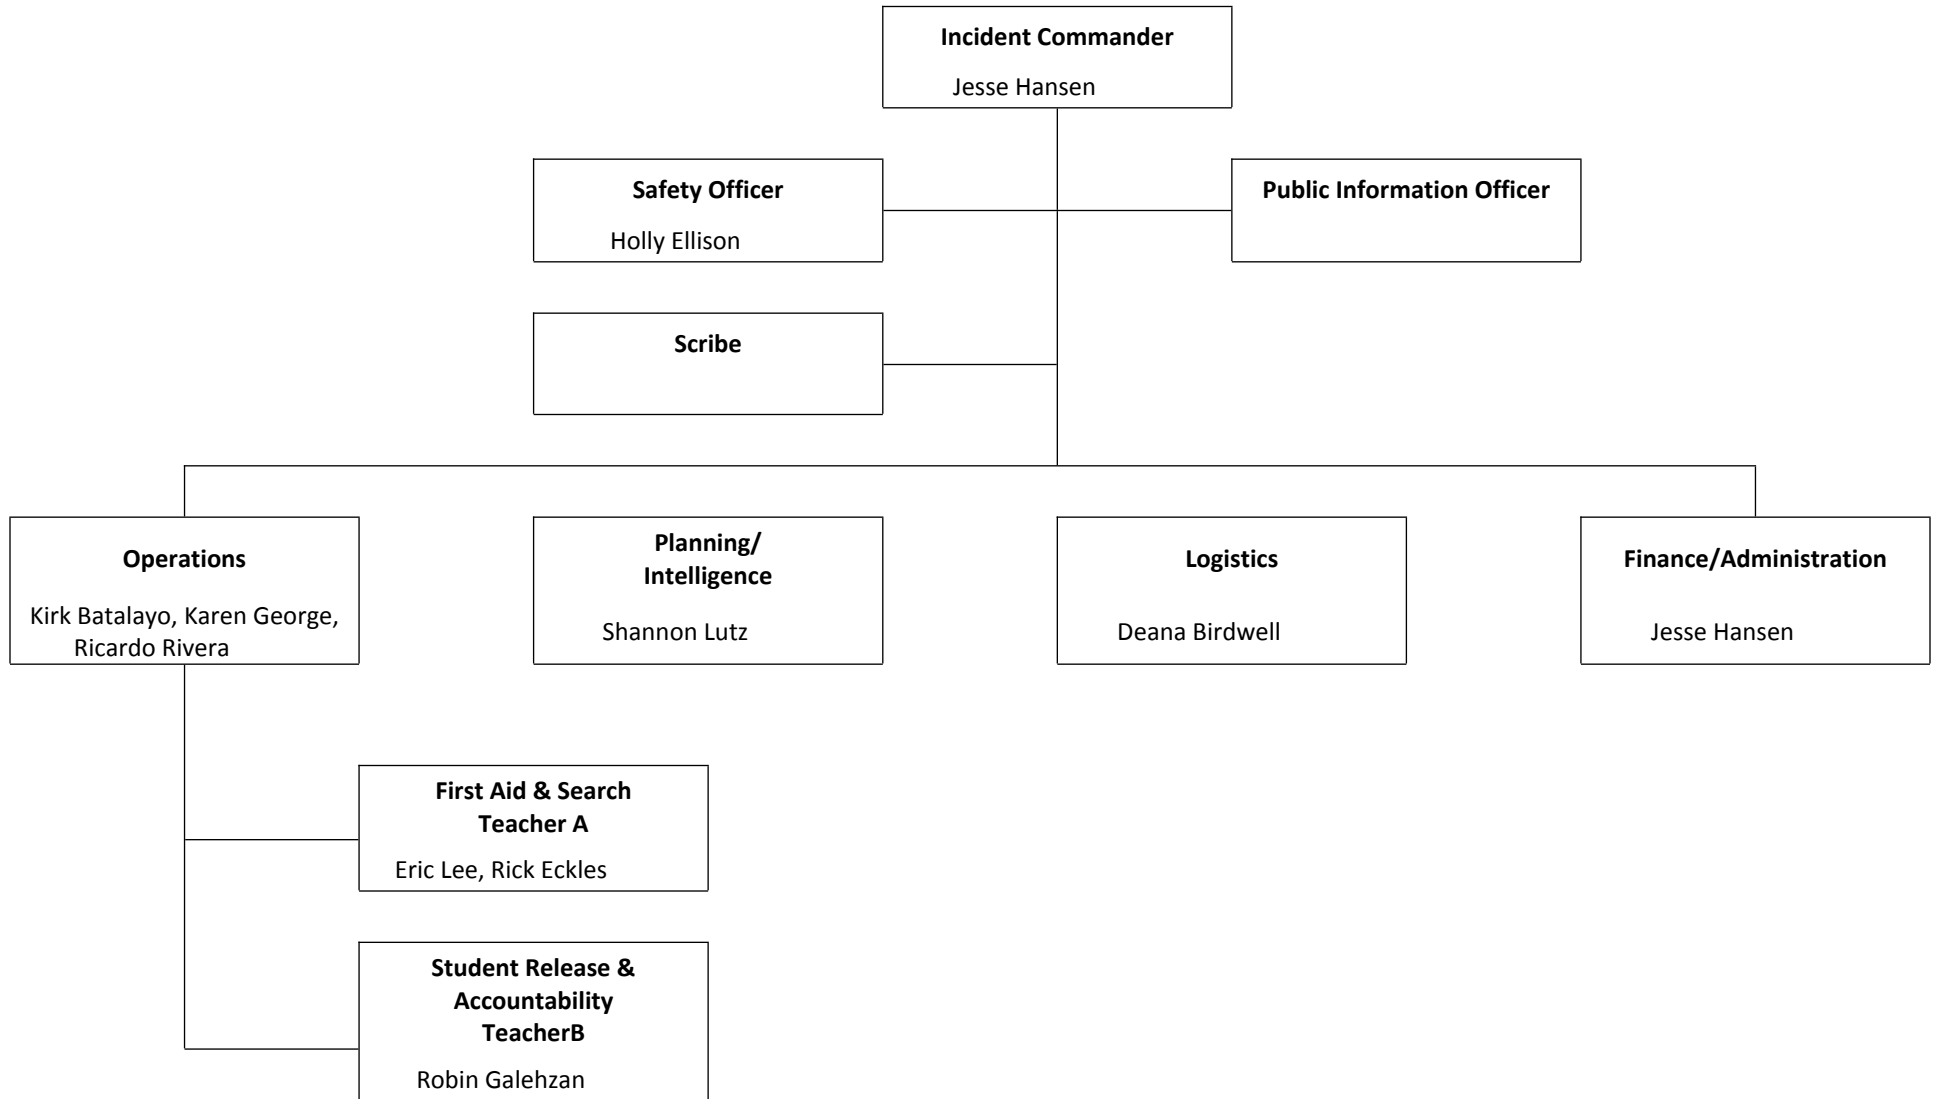 Incident Commander
Jesse Hansen
Safety Officer
Holly Ellison
Public Information Officer
Scribe
Operations
Kirk Batalayo, Karen George,
Ricardo Rivera
Planning/
Intelligence
Shannon Lutz
Logistics
Deana Birdwell
Finance/Administration
Jesse Hansen
First Aid & Search
Teacher A
Eric Lee, Rick Eckles
Student Release &
Accountability
TeacherB
Robin Galehzan